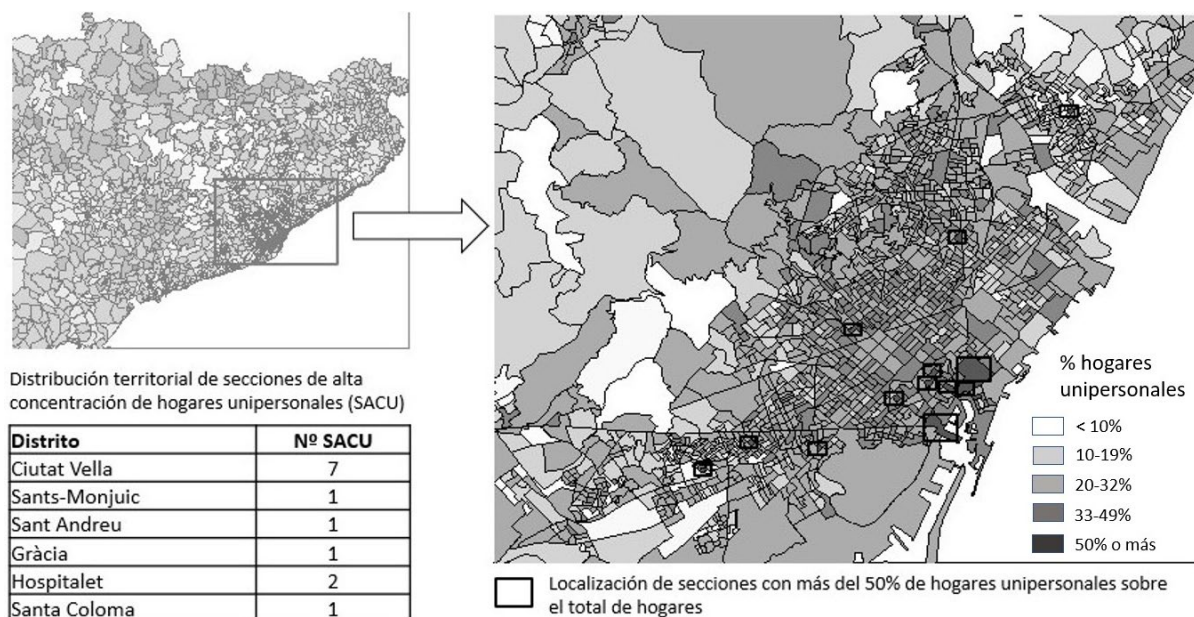 Distribución territorial de secciones de alta
concentración de hogares unipersonales (SACU)
Distrito Nº SACU
Ciutat Vella 7
Sants-Monjuic 1
Sant Andreu 1
Gràcia 1
Hospitalet 2
Santa Coloma 1
% hogares
unipersonales
< 10%
10-19%
20-32%
33-49%
50% o más
Localización de secciones con más del 50% de hogares unipersonales sobre
el total de hogares